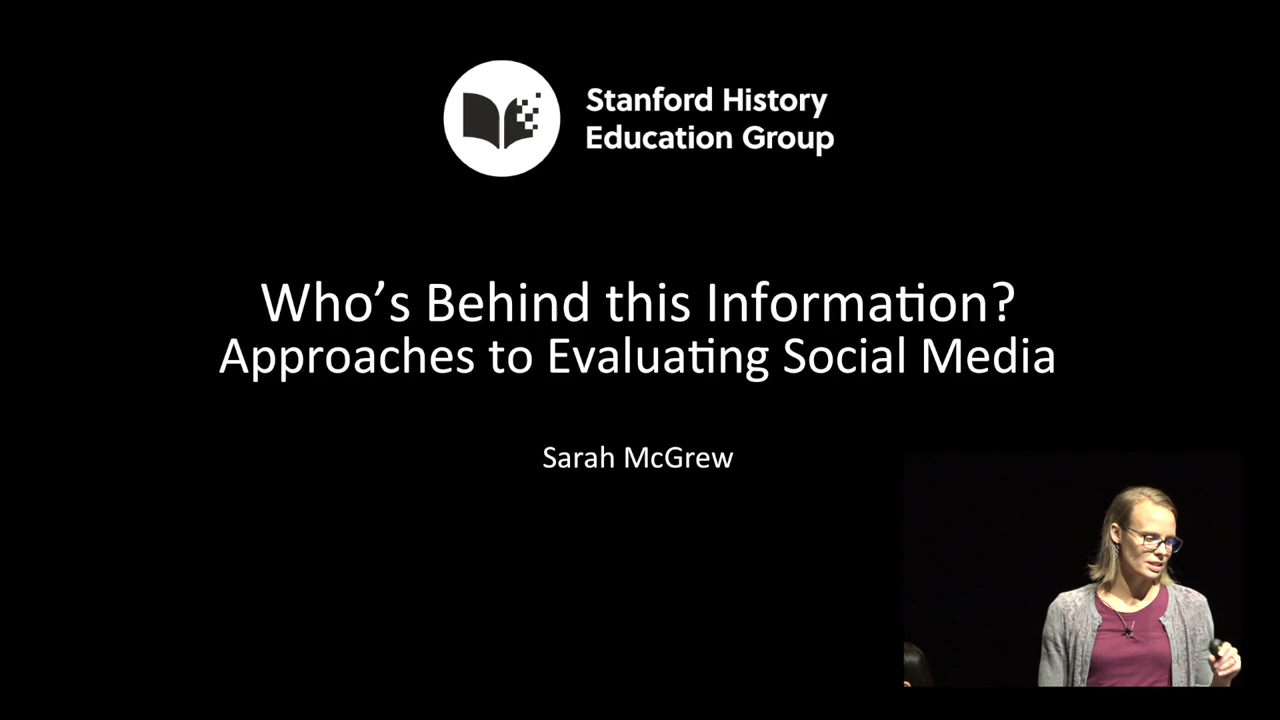 Stanford History
Education Group
Who's Behind this Information?
Approaches to Evaluating Social Media
Sarah McGrew